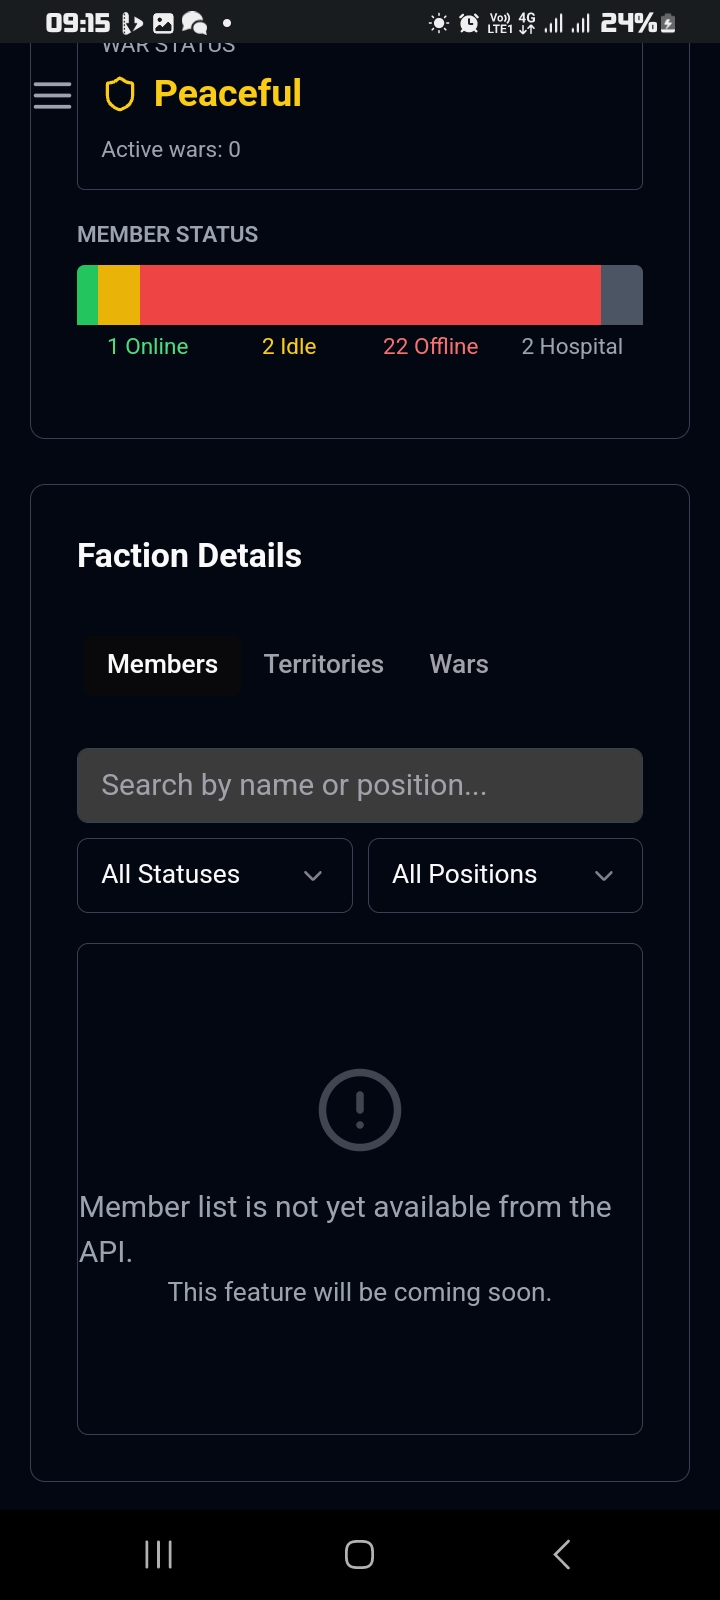 09:15
Vo))
LTE1
4G
24%
WAR STATUS
Peaceful
Active wars: 0
MEMBER STATUS
1 Online
2 Idle
22 Offline
2 Hospital
Faction Details
Members
Territories
Wars
Search by name or position...
All Statuses
All Positions
Member list is not yet available from the
API.
This feature will be coming soon.